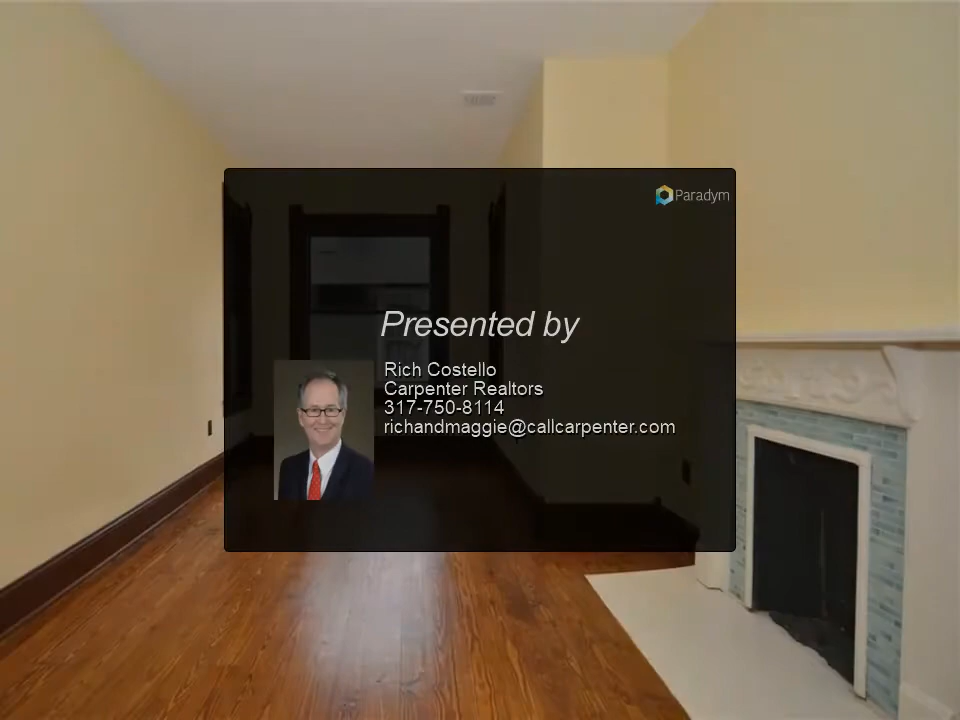 Paradym
Presented by
Rich Costello
Carpenter Realtors
317-750-8114
richandmaggie@callcarpenter.com